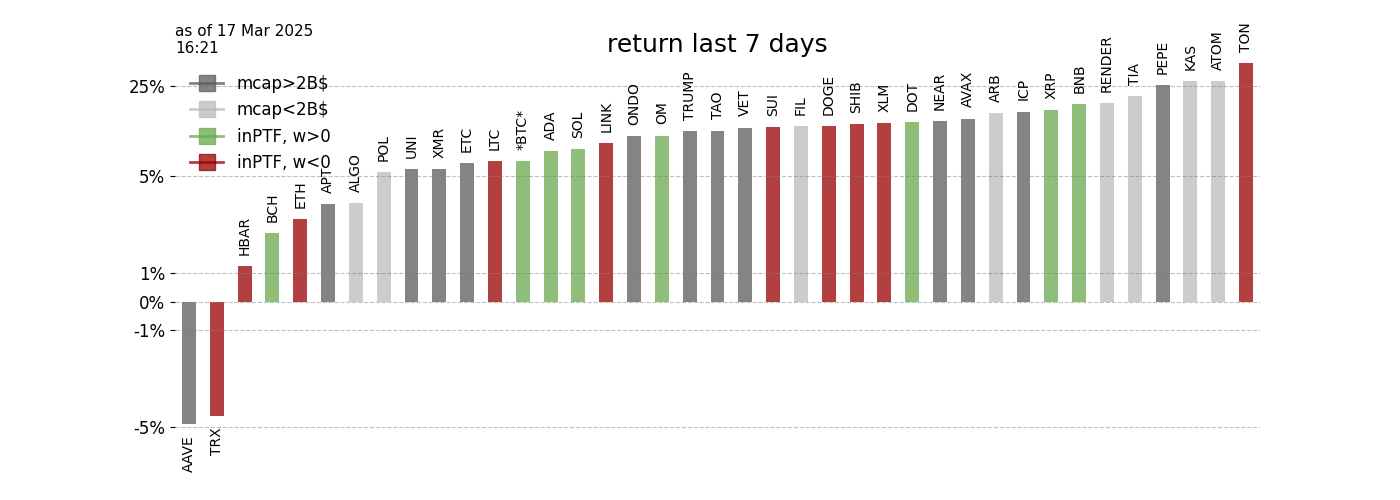 as of 17 Mar 2025
16:21
return last 7 days
mcap>2B$
mcap<2B$
inPTF, w>0
inPTF, w<0
25%
5%
1%
0%
-1%
-5%
AAVE
TRX
HBAR
BCH
ETH
APT
ALGO
POL
UNI
XMR
ETC
LTC
*BTC*
ADA
SOL
LINK
ONDO
OM
TRUMP
TAO
VET
SUI
FIL
DOGE
SHIB
XLM
DOT
NEAR
AVAX
ARB
ICP
XRP
BNB
RENDER
TIA
PEPE
KAS
ATOM
TON